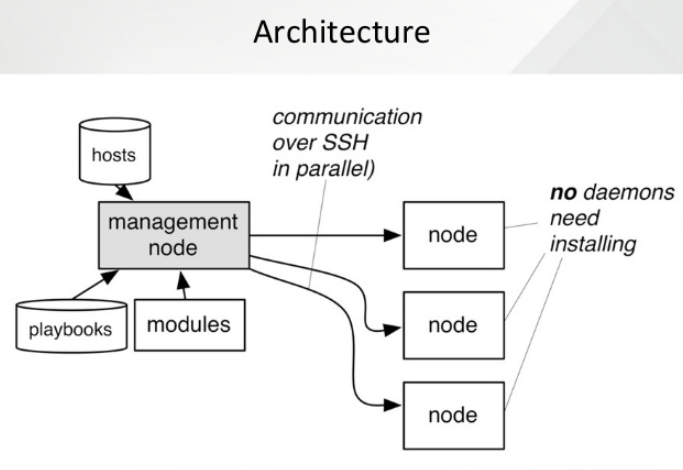 Architecture
communication
over SSH
in parallel)
hosts
no daemons
need
installing
management
node
node
playbooks
modules
node
node